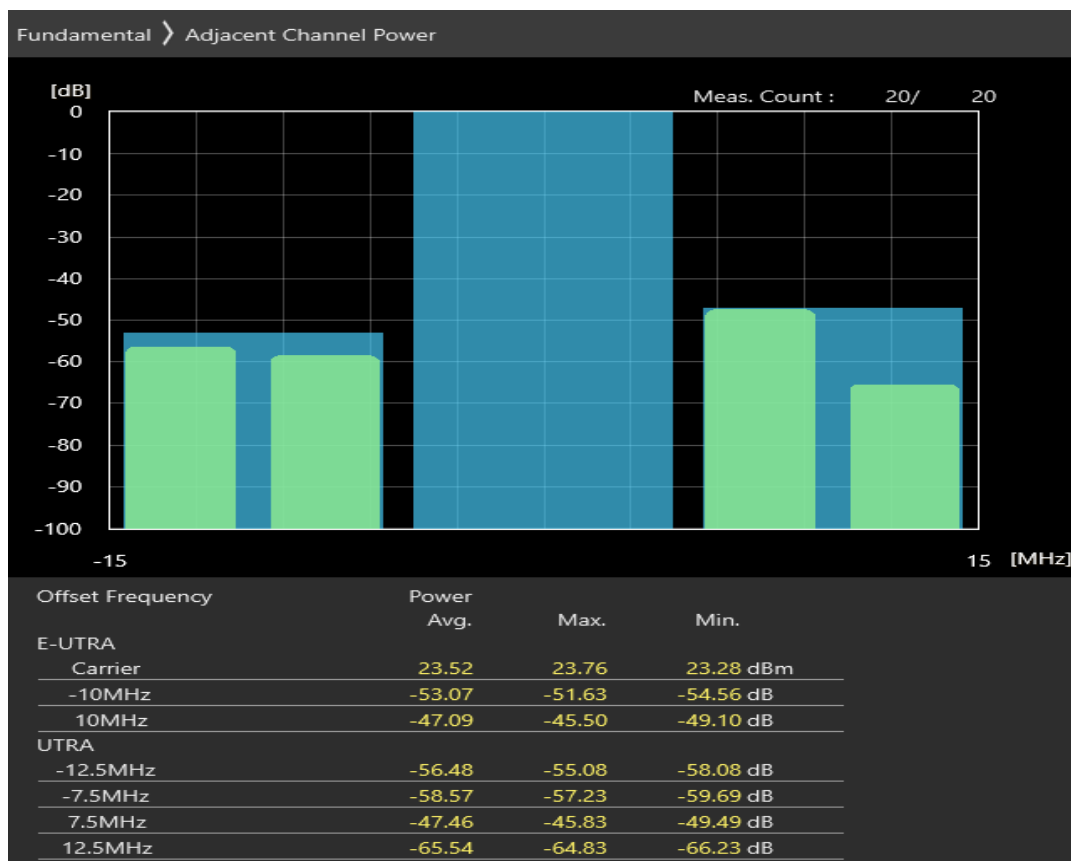 Fundamental 〉 Adjacent Channel Power
[dB]
Meas. Count : 20/ 20
0
-10
-20
-30
-40
-50
-60
-70
-80
-90
-100
-15 15 [MHz]
Offset Frequency Power
Avg. Max. Min.
E-UTRA
Carrier 23.52 23.76 23.28 dBm
-10MHz -53.07 -51.63 -54.56 dB
10MHz -47.09 -45.50 -49.10 dB
UTRA
-12.5MHz -56.48 -55.08 -58.08 dB
-7.5MHz -58.57 -57.23 -59.69 dB
7.5MHz -47.46 -45.83 -49.49 dB
12.5MHz -65.54 -64.83 -66.23 dB